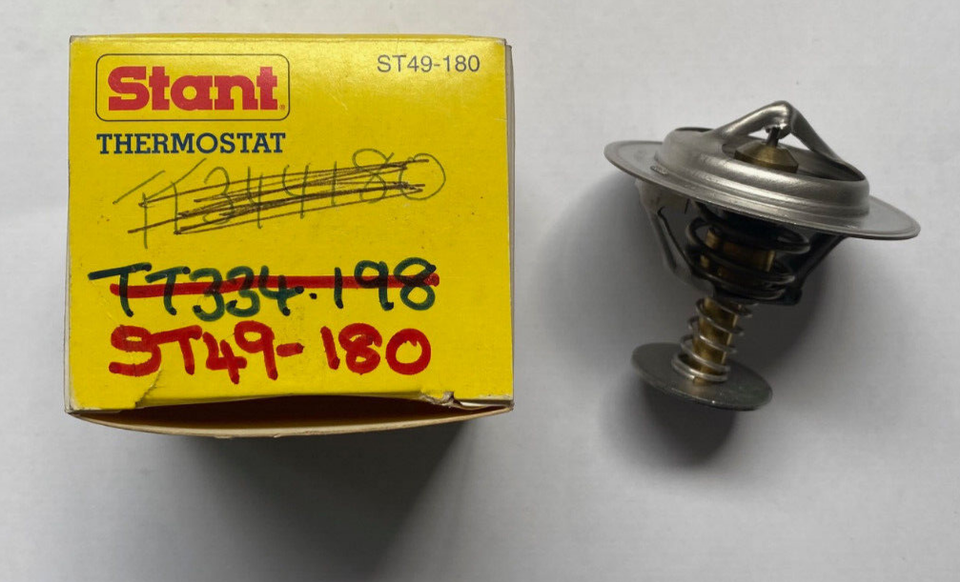 Stant
ST49-180
THERMOSTAT
TT334.198
ST49-180